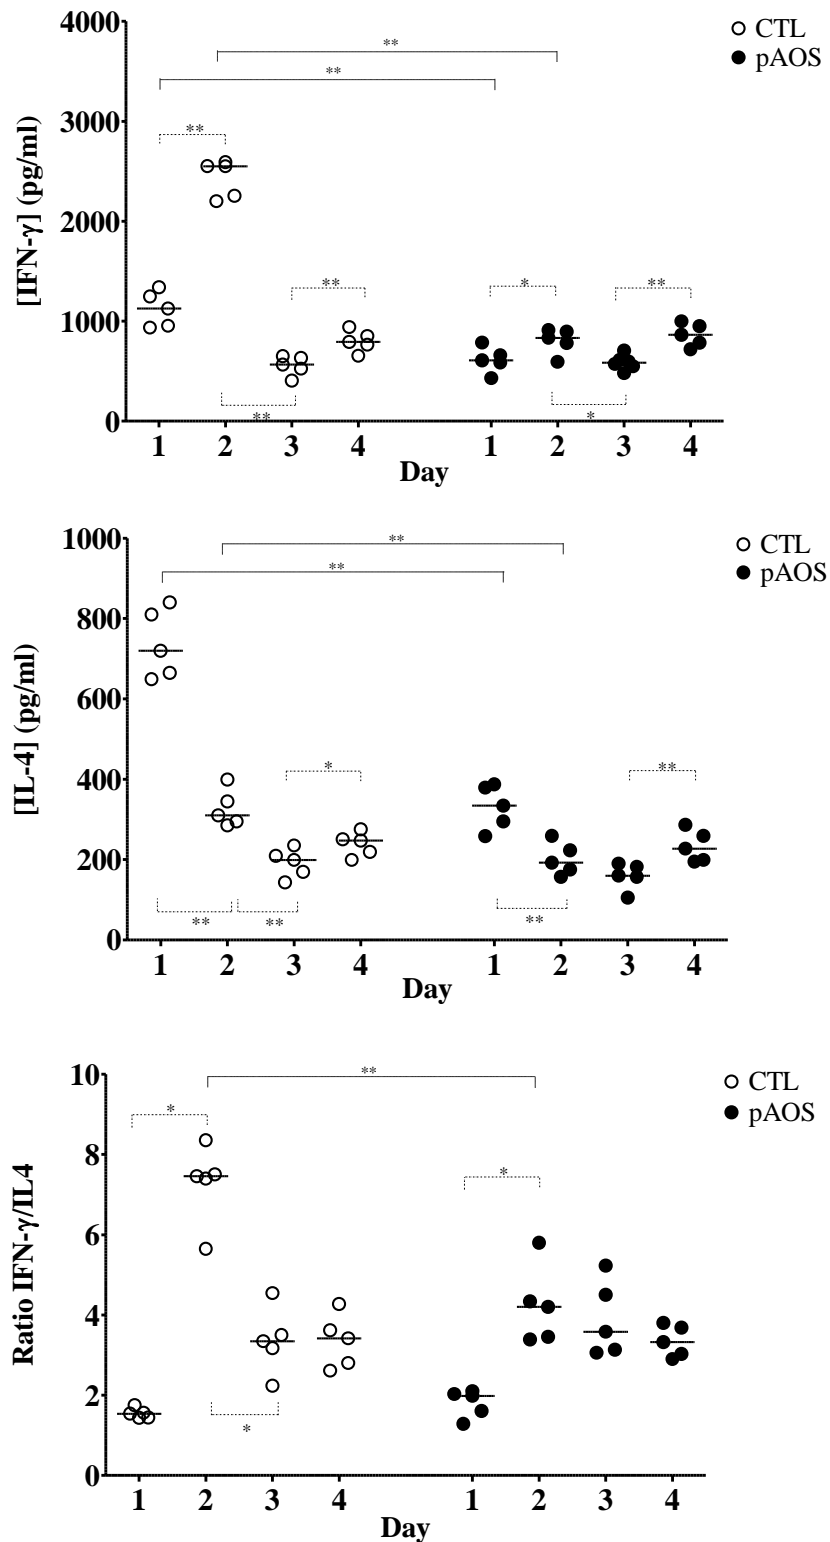 4000
3000
2000
1000
0
[IFN-γ] (pg/ml)
CTL
pAOS
**
**
**
**
*
**
**
*
1 2 3 4 1 2 3 4
Day
1000
800
600
400
200
0
[IL-4] (pg/ml)
CTL
pAOS
**
**
*
**
**
**
**
1 2 3 4 1 2 3 4
Day
10
8
6
4
2
0
Ratio IFN-γ/IL4
CTL
pAOS
**
*
*
*
1 2 3 4 1 2 3 4
Day